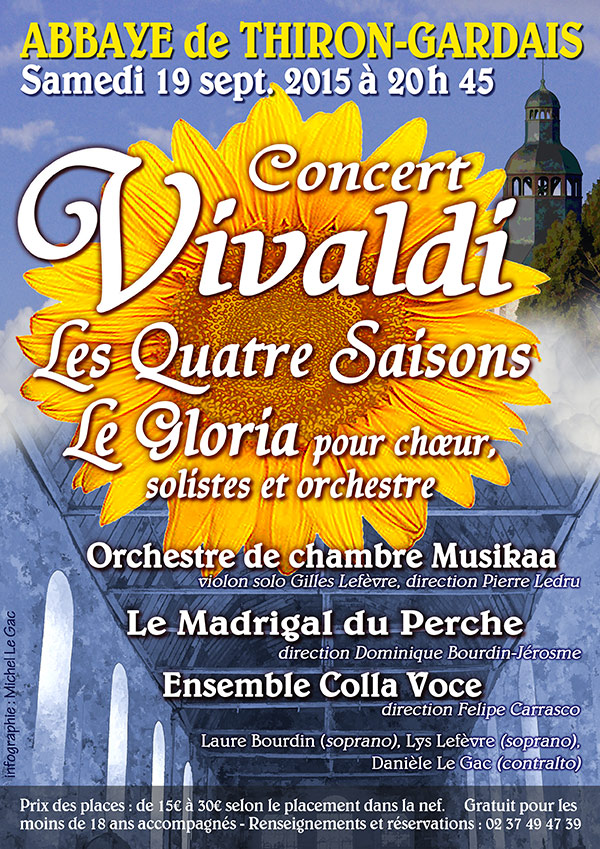 ABBAYE de THIRON-GARDAIS
Samedi 19 sept. 2015 à 20h 45
Concert
Vivaldi
Les Quatre Saisons
Le Gloria pour chœur,
solistes et orchestre
Orchestre de chambre Musikaa
violon solo Gilles Lefèvre, direction Pierre Ledru
Le Madrigal du Perche
direction Dominique Bourdin-Jérosme
Ensemble Colla Voce
direction Felipe Carrasco
Laure Bourdin (soprano), Lys Lefèvre (soprano),
Danièle Le Gac (contralto)
infographie : Michel Le Gac
Prix des places : de 15€ à 30€ selon le placement dans la nef. Gratuit pour les
moins de 18 ans accompagnés - Renseignements et réservations : 02 37 49 47 39